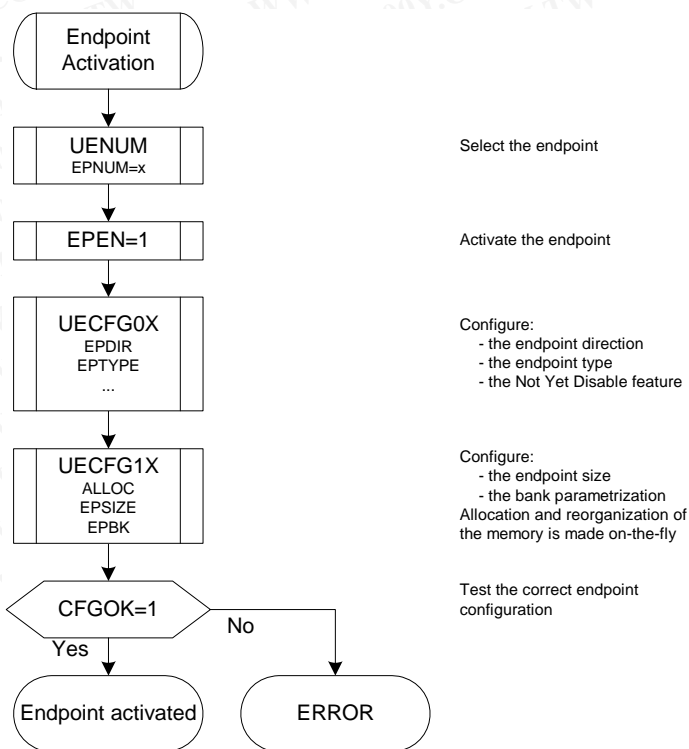 Endpoint
Activation
UENUM
EPNUM=x
Select the endpoint
EPEN=1
Activate the endpoint
UECFG0X
EPDIR
EPTYPE
...
Configure:
- the endpoint direction
- the endpoint type
- the Not Yet Disable feature
UECFG1X
ALLOC
EPSIZE
EPBK
Configure:
- the endpoint size
- the bank parametrization
Allocation and reorganization of
the memory is made on-the-fly
CFGOK=1
Test the correct endpoint
configuration
No
Yes
Endpoint activated
ERROR